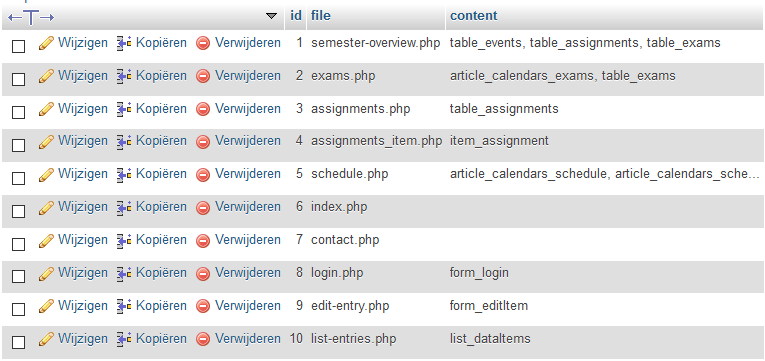 ←T→ id file content
Wijzigen Kopiëren Verwijderen 1 semester-overview.php table_events, table_assignments, table_exams
Wijzigen Kopiëren Verwijderen 2 exams.php article_calendars_exams, table_exams
Wijzigen Kopiëren Verwijderen 3 assignments.php table_assignments
Wijzigen Kopiëren Verwijderen 4 assignments_item.php item_assignment
Wijzigen Kopiëren Verwijderen 5 schedule.php article_calendars_schedule, article_calendars_sche...
Wijzigen Kopiëren Verwijderen 6 index.php
Wijzigen Kopiëren Verwijderen 7 contact.php
Wijzigen Kopiëren Verwijderen 8 login.php form_login
Wijzigen Kopiëren Verwijderen 9 edit-entry.php form_editItem
Wijzigen Kopiëren Verwijderen 10 list-entries.php list_dataItems